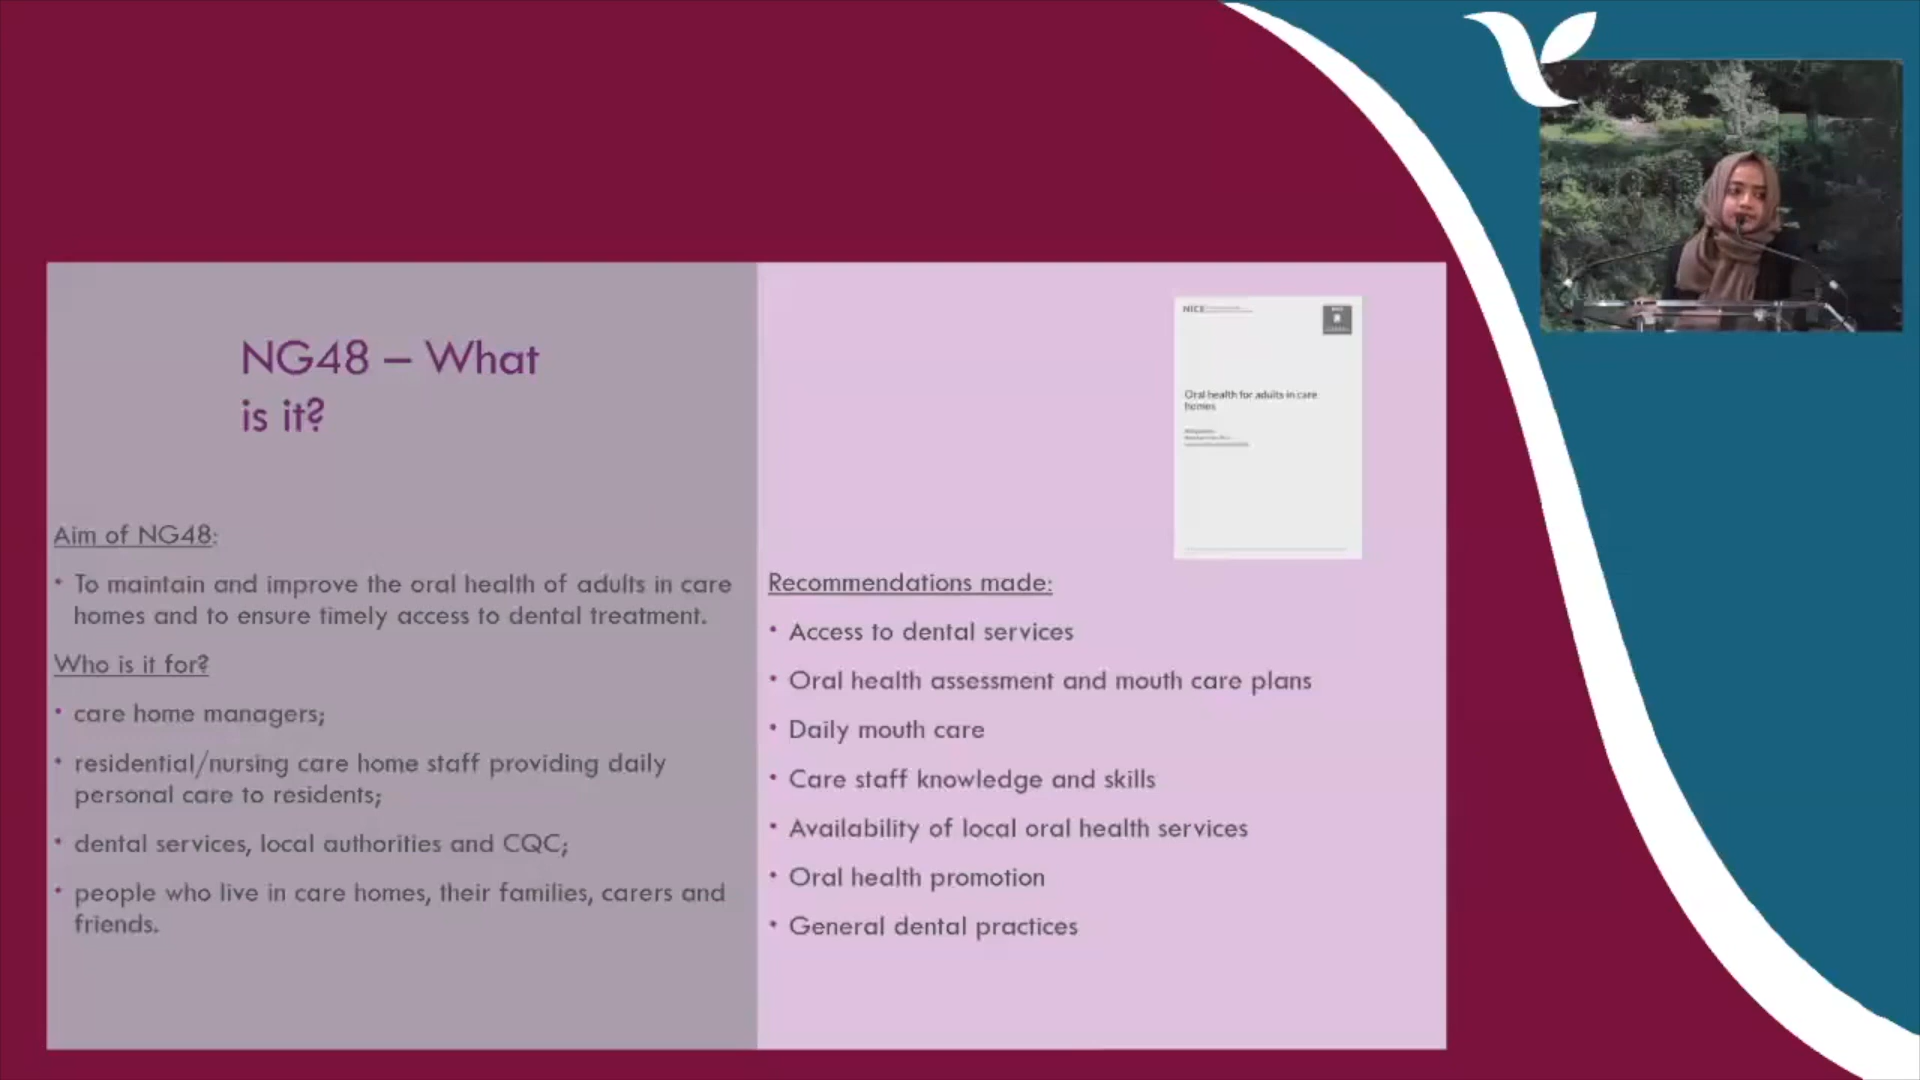 NG48 – What
is it?
Aim of NG48:
• To maintain and improve the oral health of adults in care
homes and to ensure timely access to dental treatment.
Who is it for?
• care home managers;
• residential/nursing care home staff providing daily
personal care to residents;
• dental services, local authorities and CQC;
• people who live in care homes, their families, carers and
friends.
NICE
Oral health for adults in care
homes
Recommendations made:
• Access to dental services
• Oral health assessment and mouth care plans
• Daily mouth care
• Care staff knowledge and skills
• Availability of local oral health services
• Oral health promotion
• General dental practices